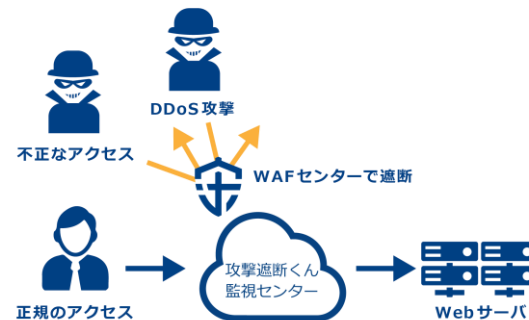 DDoS攻撃
不正なアクセス
WAFセンターで遮断
攻撃遮断くん
監視センター
正規のアクセス
Webサーバ